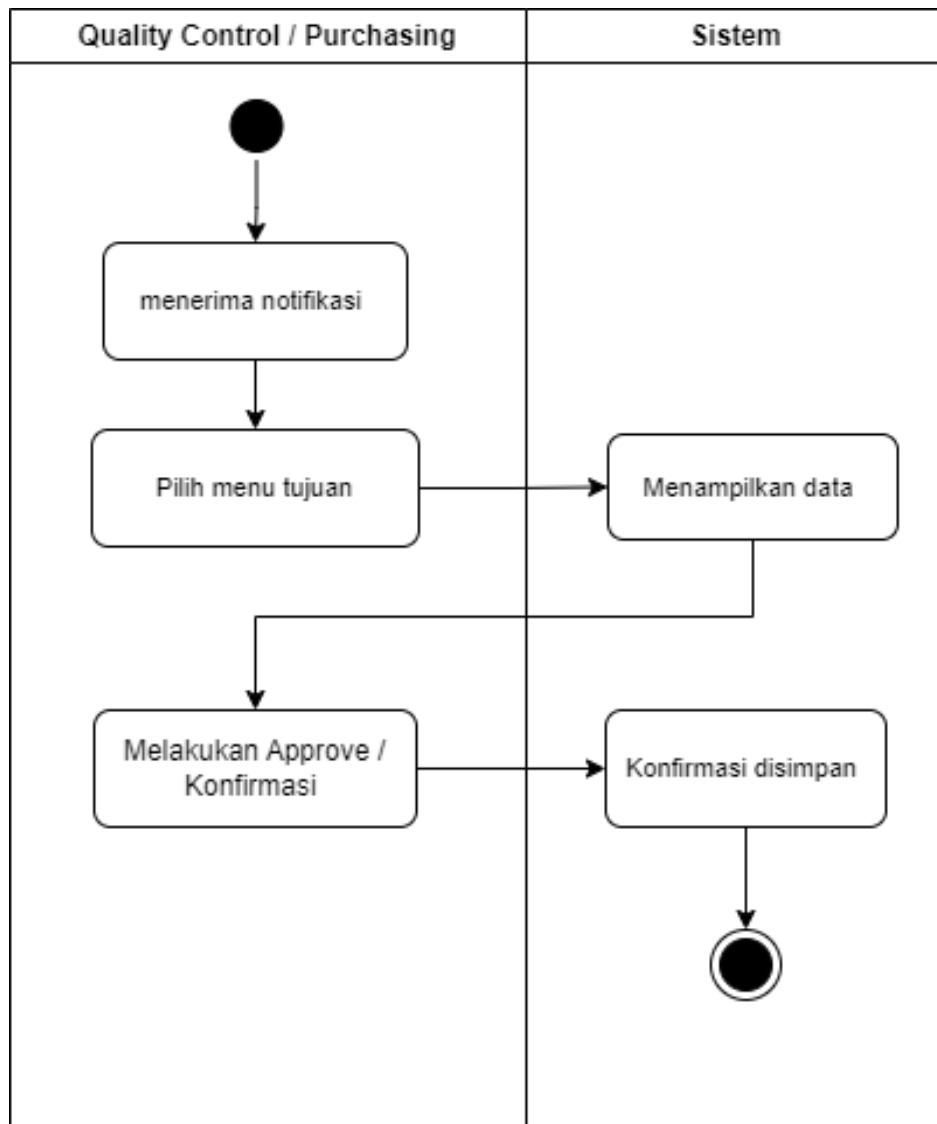 Quality Control / Purchasing
Sistem
menerima notifikasi
Pilih menu tujuan
Menampilkan data
Melakukan Approve /
Konfirmasi
Konfirmasi disimpan